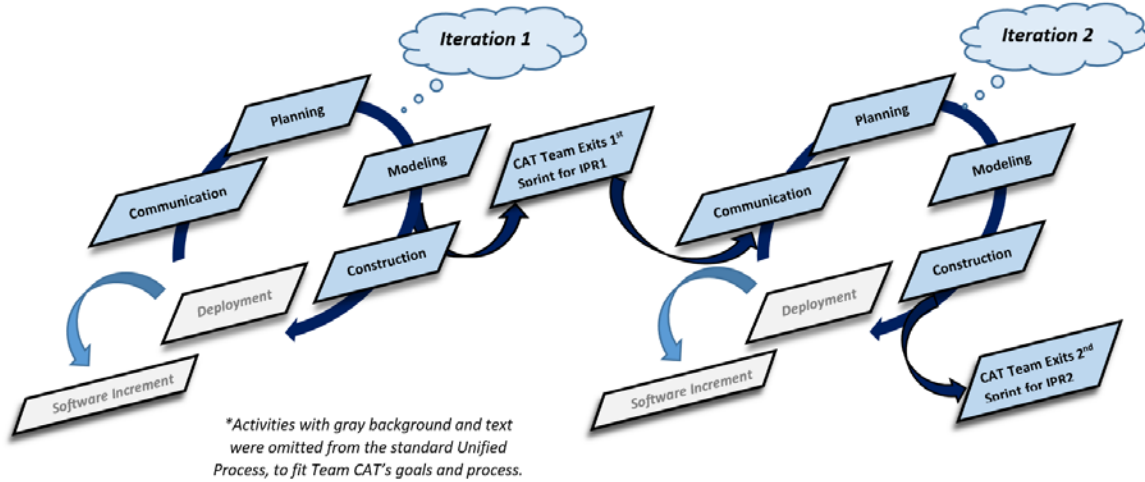 Iteration 1
Planning
Modeling
Communication
Construction
Deployment
Software Increment
CAT Team Exits 1st
Sprint for IPR1
Iteration 2
Planning
Modeling
Communication
Construction
Deployment
Software Increment
CAT Team Exits 2nd
Sprint for IPR2
*Activities with gray background and text
were omitted from the standard Unified
Process, to fit Team CAT's goals and process.